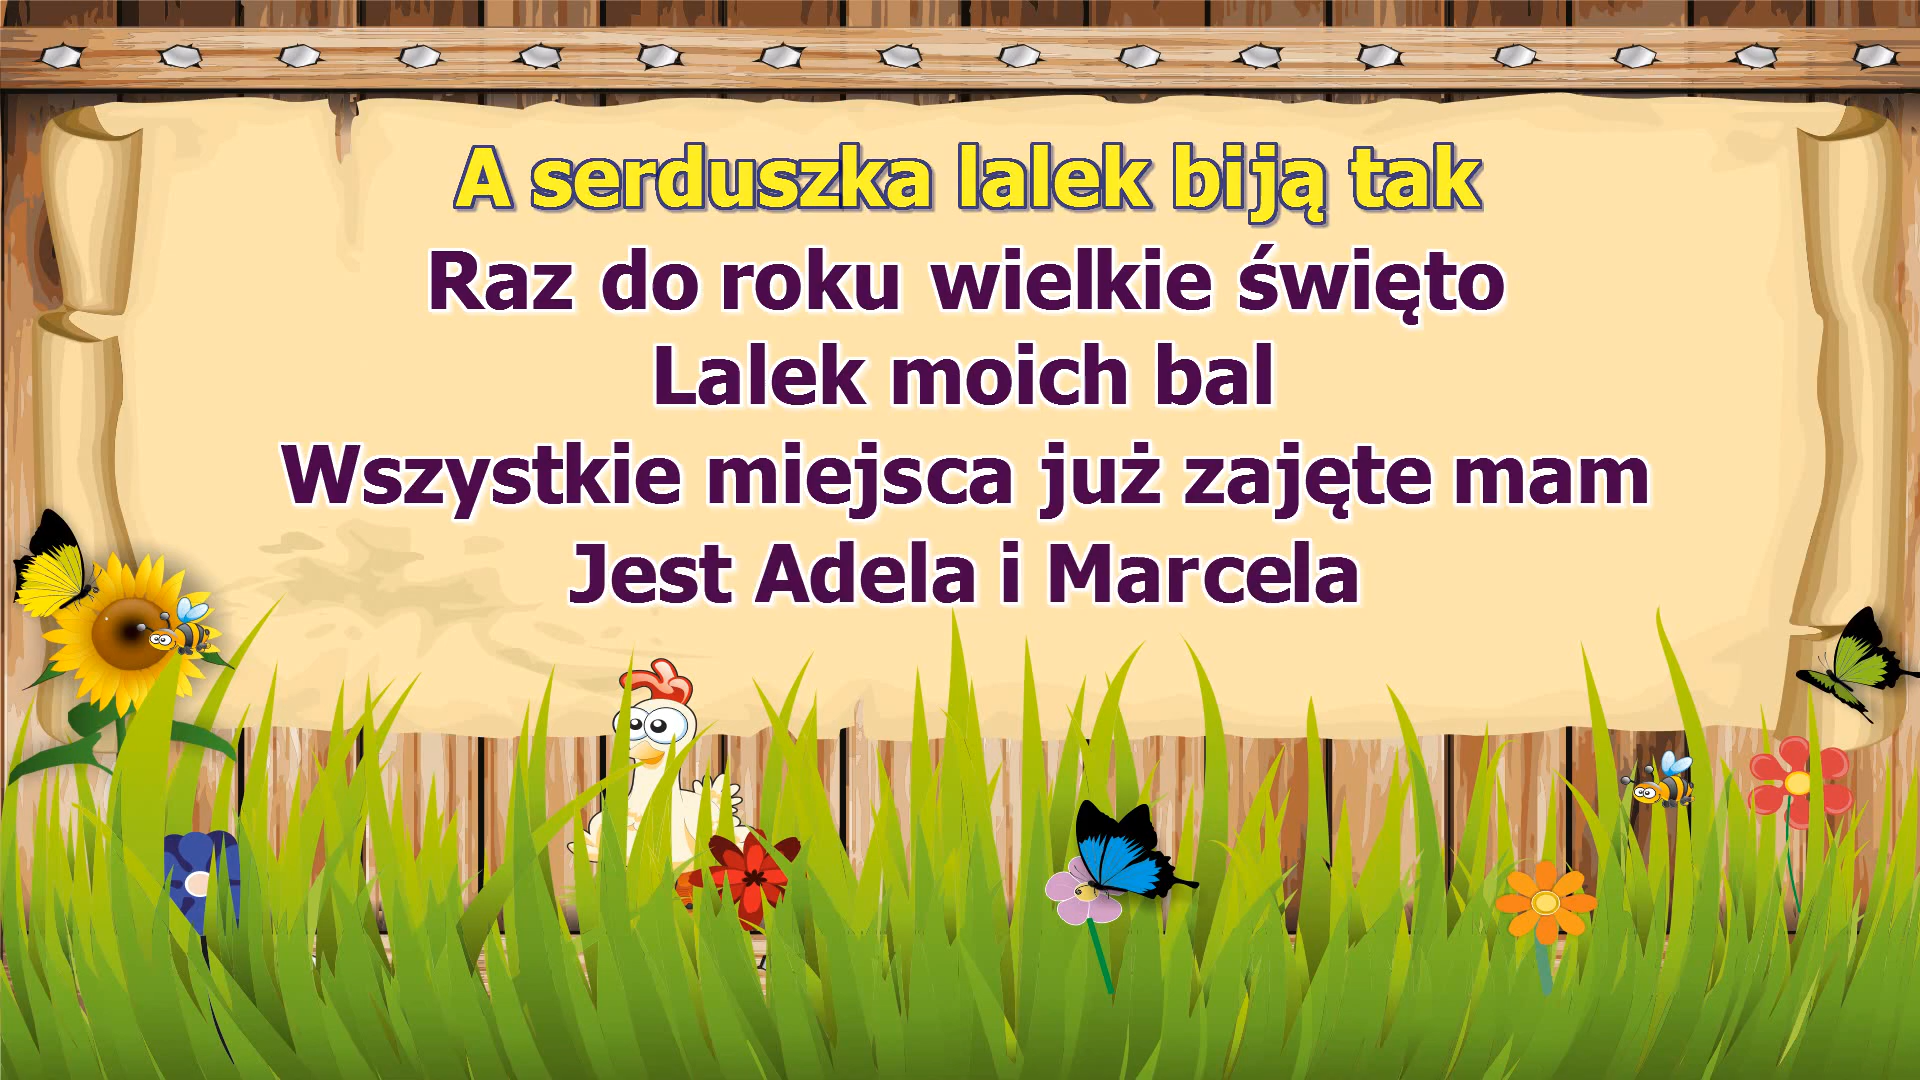 A serduszka lalek biją tak
Raz do roku wielkie święto
Lalek moich bal
Wszystkie miejsca już zajęte mam
Jest Adela i Marcela